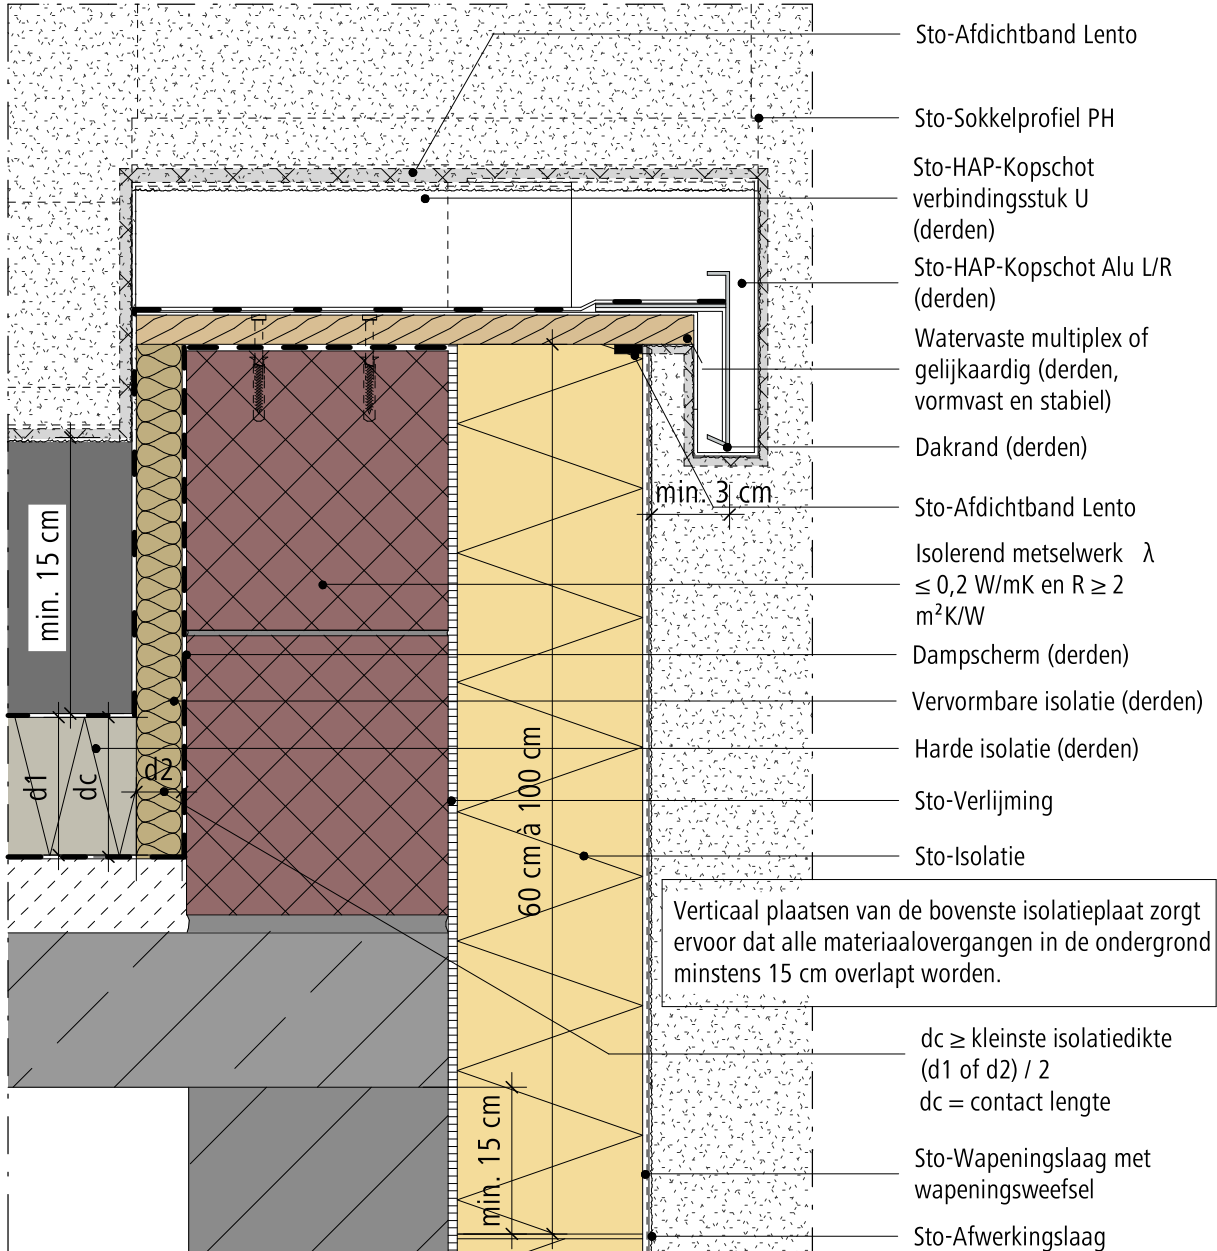 Sto-Afdichtband Lento
Sto-Sokkelprofiel PH
Sto-HAP-Kopschot
verbindingsstuk U
(derden)
Sto-HAP-Kopschot Alu L/R
(derden)
Watervaste multiplex of
gelijkaardig (derden,
vormvast en stabiel)
Dakrand (derden)
min. 3 cm
Sto-Afdichtband Lento
Isolerend metselwerk λ
≤ 0,2 W/mK en R ≥ 2
m²K/W
min. 15 cm
Dampscherm (derden)
Vervormbare isolatie (derden)
Harde isolatie (derden)
d1
dc
d2
60 cm à 100 cm
Sto-Verlijming
Sto-Isolatie
Verticaal plaatsen van de bovenste isolatieplaat zorgt
ervoor dat alle materiaalovergangen in de ondergrond
minstens 15 cm overlapt worden.
dc ≥ kleinste isolatiedikte
(d1 of d2) / 2
dc = contact lengte
min. 15 cm
Sto-Wapeningslaag met
wapeningsweefsel
Sto-Afwerkingslaag